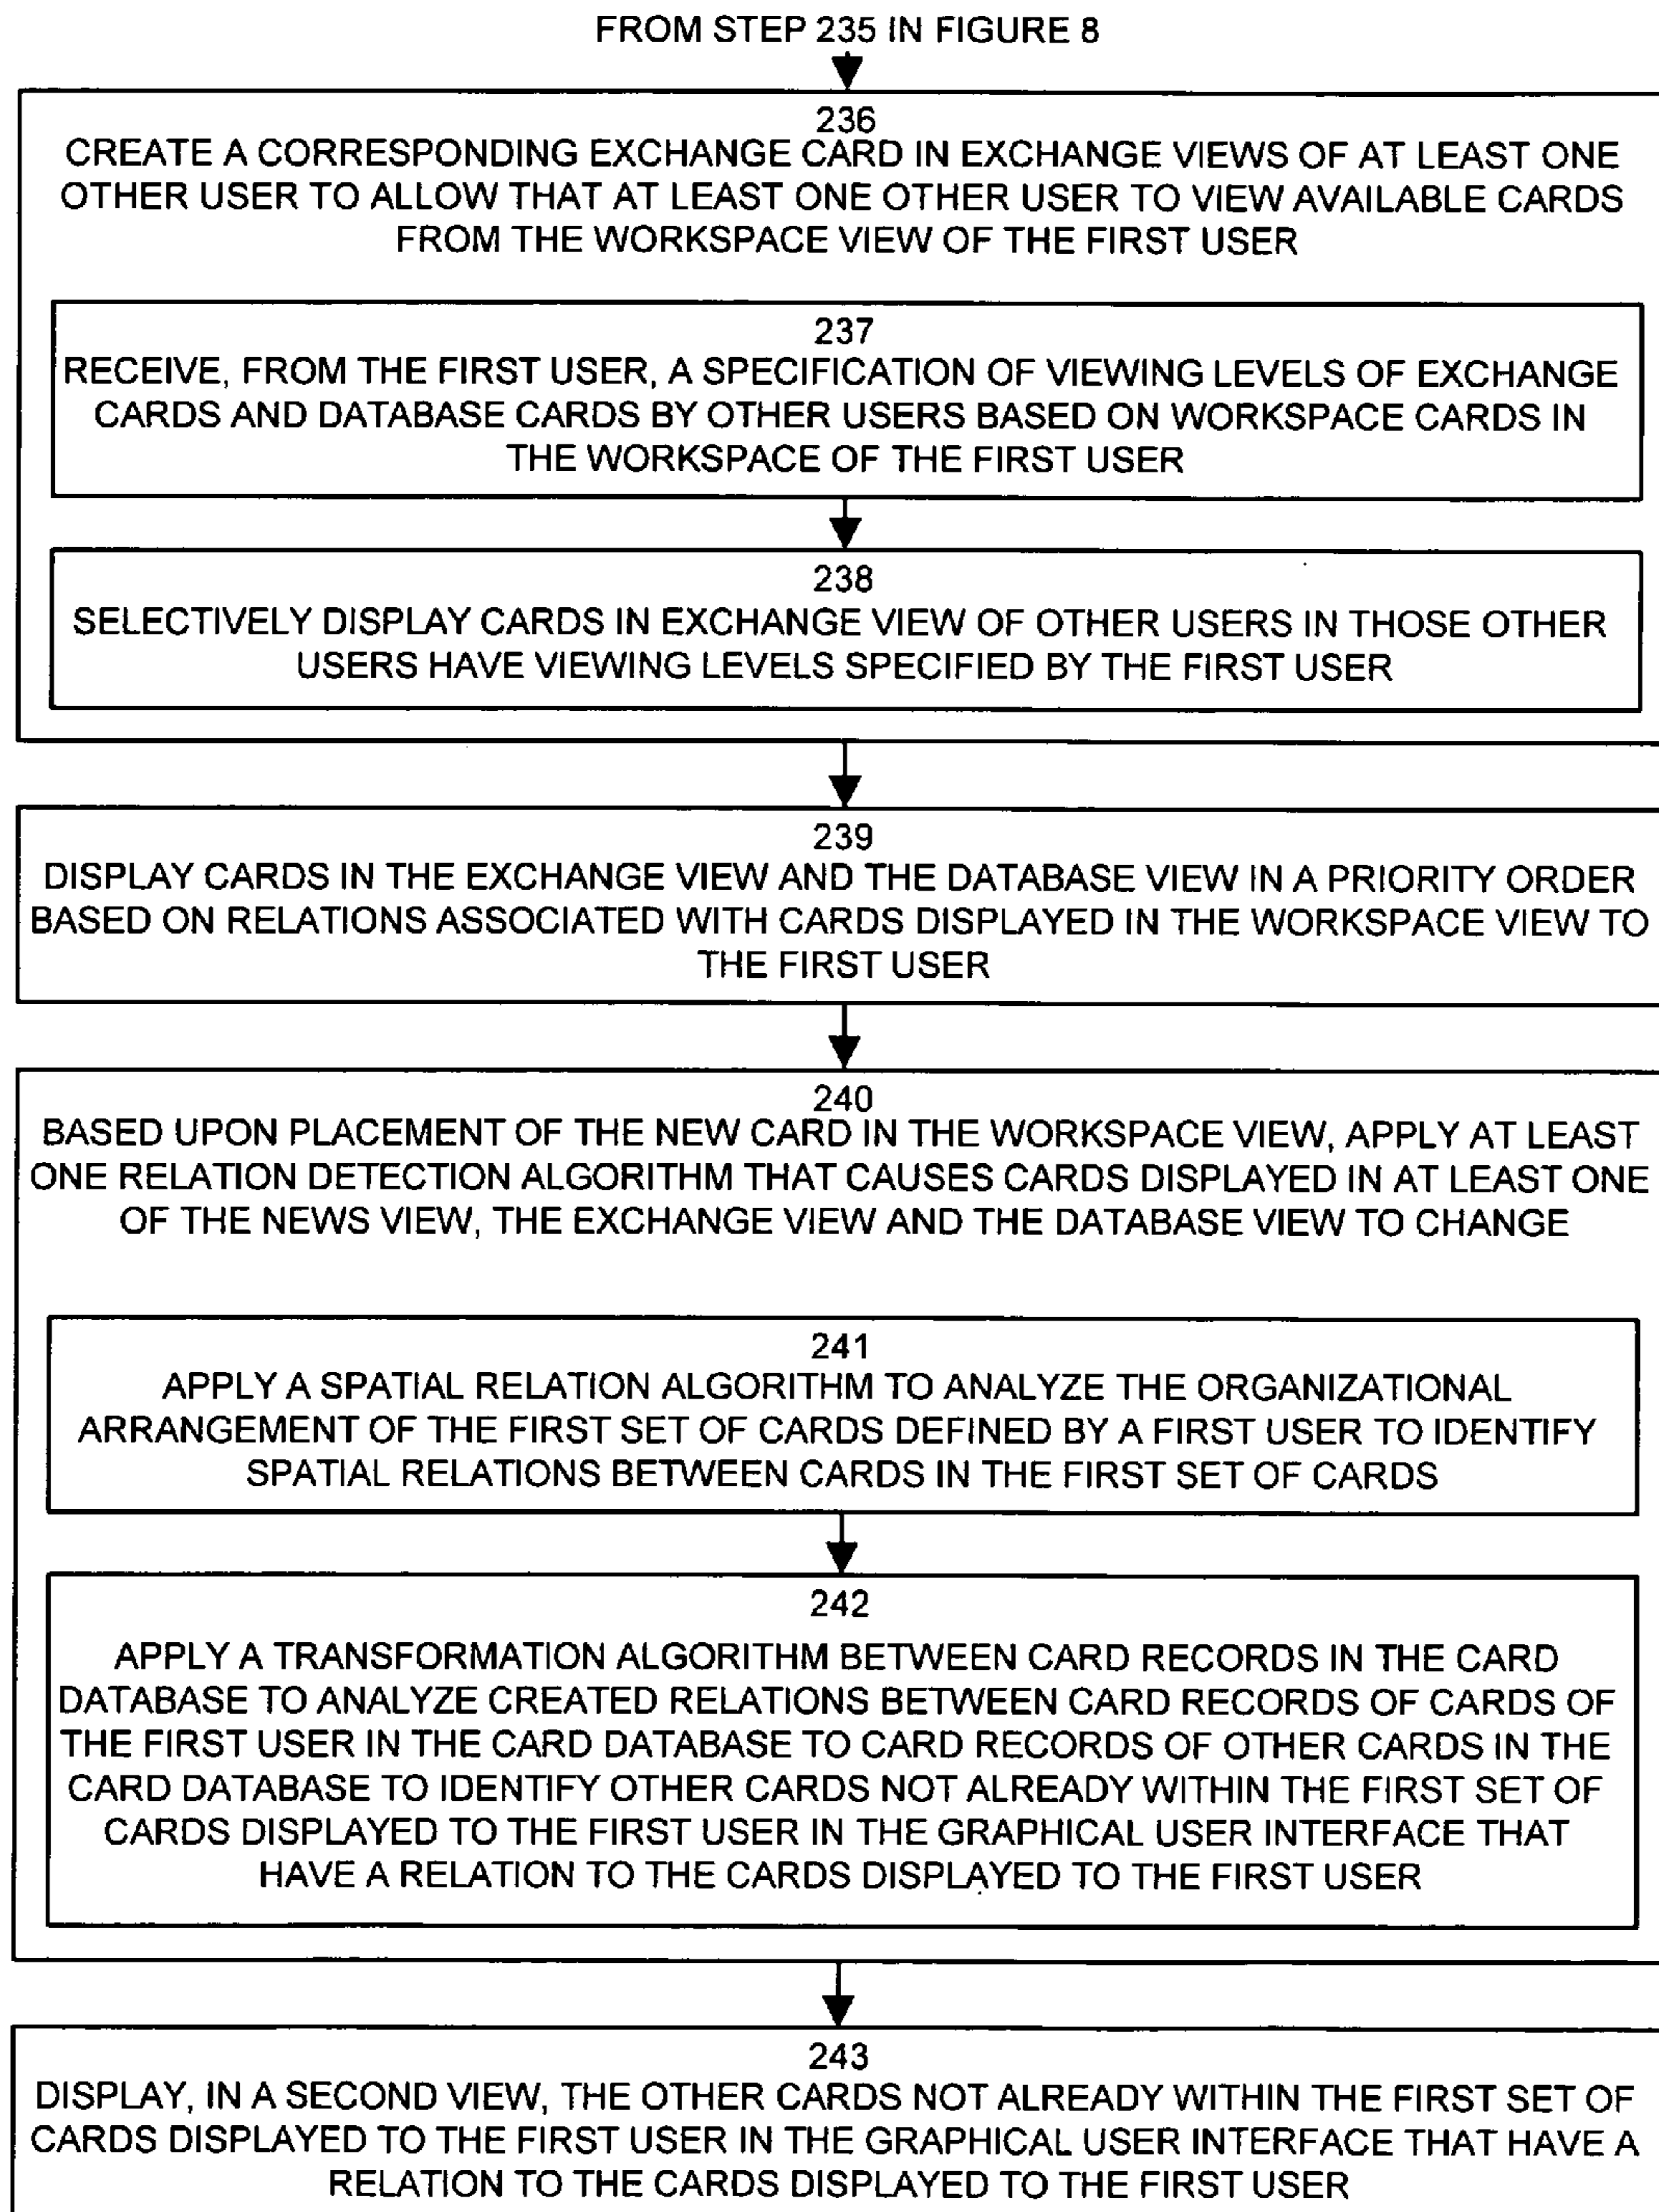 FROM STEP 235 IN FIGURE 8
236
CREATE A CORRESPONDING EXCHANGE CARD IN EXCHANGE VIEWS OF AT LEAST ONE
OTHER USER TO ALLOW THAT AT LEAST ONE OTHER USER TO VIEW AVAILABLE CARDS
FROM THE WORKSPACE VIEW OF THE FIRST USER
237
RECEIVE, FROM THE FIRST USER, A SPECIFICATION OF VIEWING LEVELS OF EXCHANGE
CARDS AND DATABASE CARDS BY OTHER USERS BASED ON WORKSPACE CARDS IN
THE WORKSPACE OF THE FIRST USER
238
SELECTIVELY DISPLAY CARDS IN EXCHANGE VIEW OF OTHER USERS IN THOSE OTHER
USERS HAVE VIEWING LEVELS SPECIFIED BY THE FIRST USER
239
DISPLAY CARDS IN THE EXCHANGE VIEW AND THE DATABASE VIEW IN A PRIORITY ORDER
BASED ON RELATIONS ASSOCIATED WITH CARDS DISPLAYED IN THE WORKSPACE VIEW TO
THE FIRST USER
240
BASED UPON PLACEMENT OF THE NEW CARD IN THE WORKSPACE VIEW, APPLY AT LEAST
ONE RELATION DETECTION ALGORITHM THAT CAUSES CARDS DISPLAYED IN AT LEAST ONE
OF THE NEWS VIEW, THE EXCHANGE VIEW AND THE DATABASE VIEW TO CHANGE
241
APPLY A SPATIAL RELATION ALGORITHM TO ANALYZE THE ORGANIZATIONAL
ARRANGEMENT OF THE FIRST SET OF CARDS DEFINED BY A FIRST USER TO IDENTIFY
SPATIAL RELATIONS BETWEEN CARDS IN THE FIRST SET OF CARDS
242
APPLY A TRANSFORMATION ALGORITHM BETWEEN CARD RECORDS IN THE CARD
DATABASE TO ANALYZE CREATED RELATIONS BETWEEN CARD RECORDS OF CARDS OF
THE FIRST USER IN THE CARD DATABASE TO CARD RECORDS OF OTHER CARDS IN THE
CARD DATABASE TO IDENTIFY OTHER CARDS NOT ALREADY WITHIN THE FIRST SET OF
CARDS DISPLAYED TO THE FIRST USER IN THE GRAPHICAL USER INTERFACE THAT
HAVE A RELATION TO THE CARDS DISPLAYED TO THE FIRST USER
243
DISPLAY, IN A SECOND VIEW, THE OTHER CARDS NOT ALREADY WITHIN THE FIRST SET OF
CARDS DISPLAYED TO THE FIRST USER IN THE GRAPHICAL USER INTERFACE THAT HAVE A
RELATION TO THE CARDS DISPLAYED TO THE FIRST USER